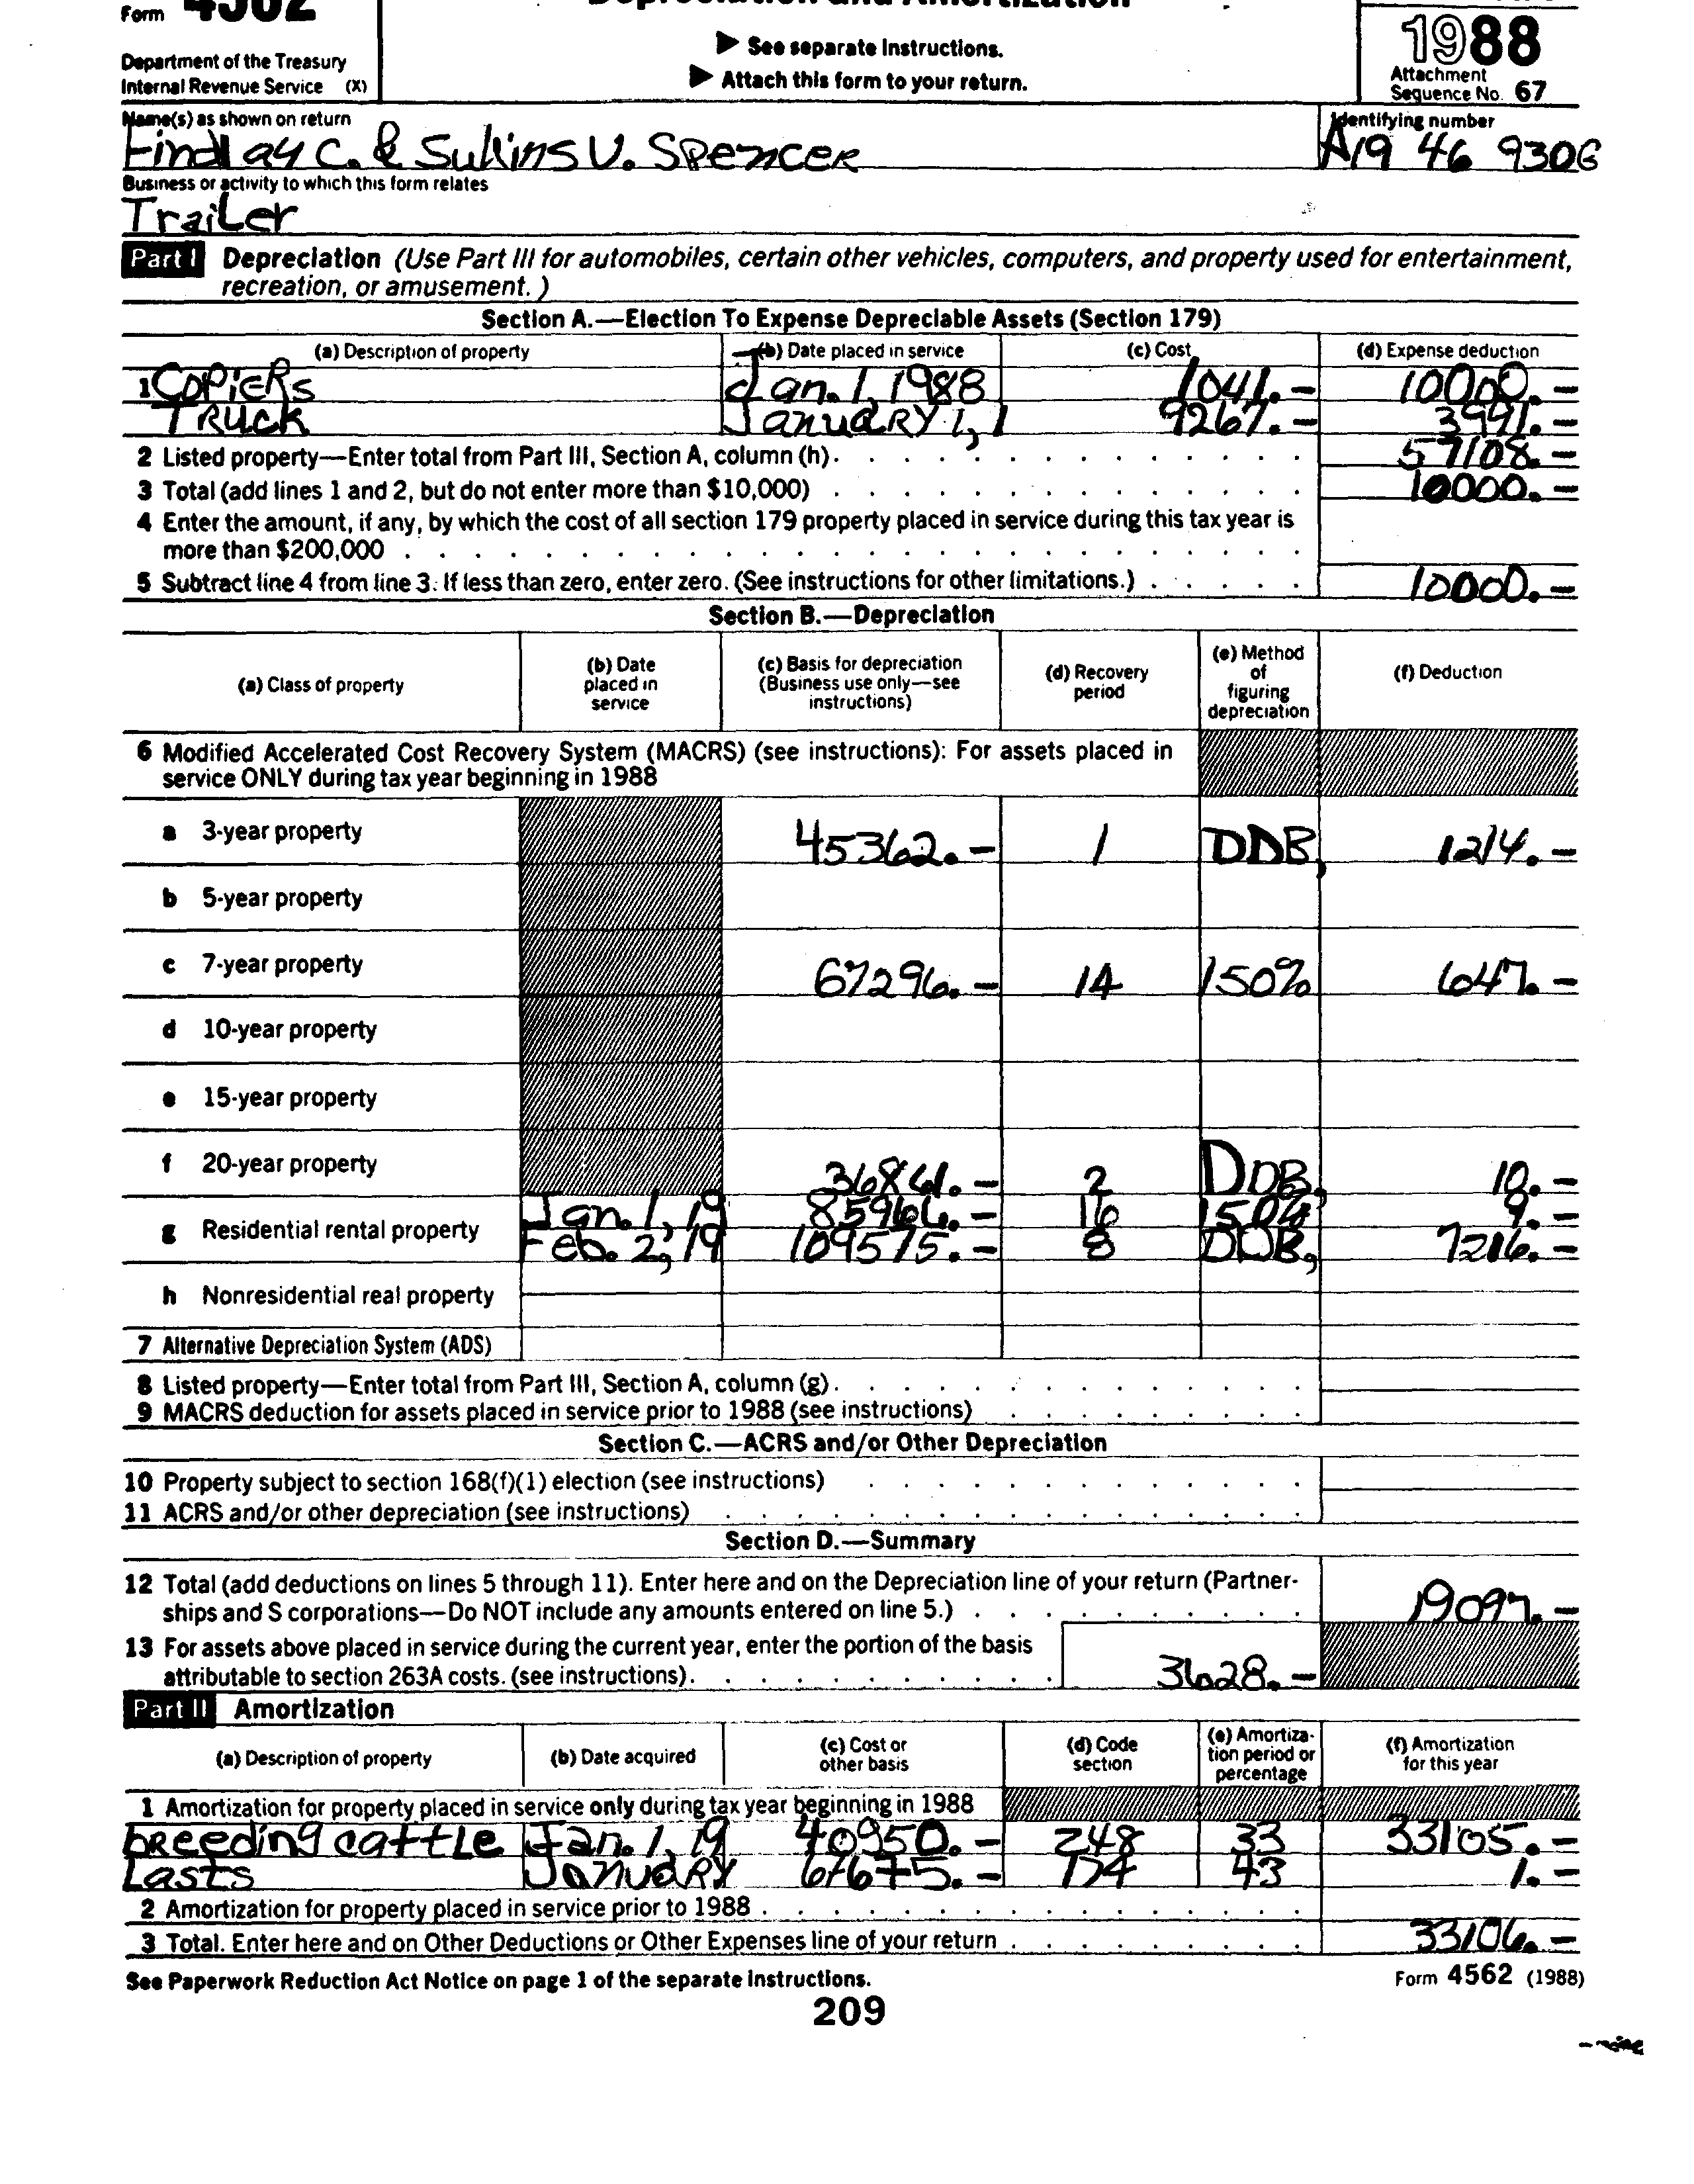 Form 4562
Department of the Treasury
Internal Revenue Service (X)
Depreciation and Amortization
▶ See separate Instructions.
▶ Attach this form to your return.
1988
Attachment
Sequence No. 67
Name(s) as shown on return
Findlay C. & Sullins V. Spencer
Identifying number
A19 46 930G
Business or activity to which this form relates
Trailer
Part I Depreciation (Use Part III for automobiles, certain other vehicles, computers, and property used for entertainment,
recreation, or amusement. )
Section A.—Election To Expense Depreciable Assets (Section 179)
(a) Description of property (b) Date placed in service (c) Cost (d) Expense deduction
1 Copiers Jan. 1, 1988 1041.- 10000.-
Truck January 1, 1 9267.- 3991.-
2 Listed property—Enter total from Part III, Section A, column (h). 57108.-
3 Total (add lines 1 and 2, but do not enter more than $10,000) 10000.-
4 Enter the amount, if any, by which the cost of all section 179 property placed in service during this tax year is
more than $200,000
5 Subtract line 4 from line 3. If less than zero, enter zero. (See instructions for other limitations.) 10000.-
Section B.—Depreciation
(a) Class of property
(b) Date placed in service
(c) Basis for depreciation (Business use only—see instructions)
(d) Recovery period
(e) Method of figuring depreciation
(f) Deduction
6 Modified Accelerated Cost Recovery System (MACRS) (see instructions): For assets placed in
service ONLY during tax year beginning in 1988
a 3-year property 45362.- 1 DDB, 1214.-
b 5-year property
c 7-year property 67296.- 14 150% 647.-
d 10-year property
e 15-year property
f 20-year property 36861.- 2 DDB, 10.-
Jan. 1, 19 85966.- 16 150% 9.-
g Residential rental property Feb. 2, 19 109575.- 8 DDB, 7216.-
h Nonresidential real property
7 Alternative Depreciation System (ADS)
8 Listed property—Enter total from Part III, Section A, column (g).
9 MACRS deduction for assets placed in service prior to 1988 (see instructions)
Section C.—ACRS and/or Other Depreciation
10 Property subject to section 168(f)(1) election (see instructions)
11 ACRS and/or other depreciation (see instructions)
Section D.—Summary
12 Total (add deductions on lines 5 through 11). Enter here and on the Depreciation line of your return (Partner-
ships and S corporations—Do NOT include any amounts entered on line 5.) 19097.-
13 For assets above placed in service during the current year, enter the portion of the basis
attributable to section 263A costs. (see instructions). 3628.-
Part II Amortization
(a) Description of property
(b) Date acquired
(c) Cost or other basis
(d) Code section
(e) Amortiza-tion period or percentage
(f) Amortization for this year
1 Amortization for property placed in service only during tax year beginning in 1988
breeding cattle Jan. 1, 19 40950.- 248 33 33105.-
Lasts January 67675.- 174 43 1.-
2 Amortization for property placed in service prior to 1988
3 Total. Enter here and on Other Deductions or Other Expenses line of your return 33106.-
See Paperwork Reduction Act Notice on page 1 of the separate Instructions.
Form 4562 (1988)
209